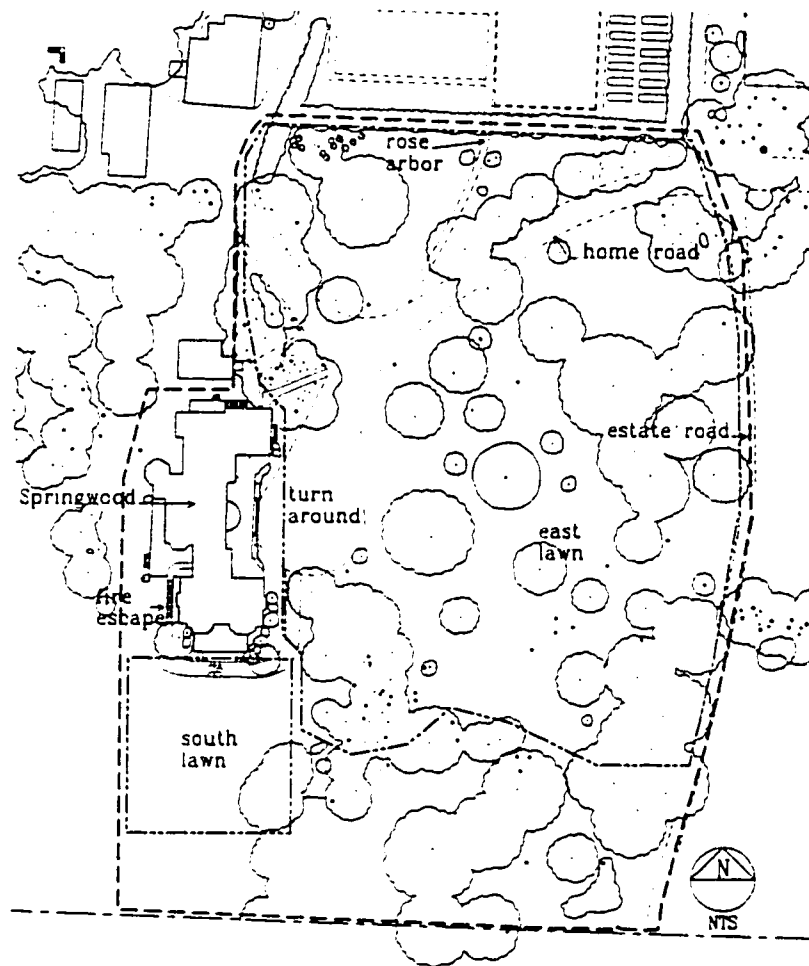 rose
arbor
home road
estate road
Springwood
turn
around
east
lawn
fire
escape
south
lawn
N
NTS